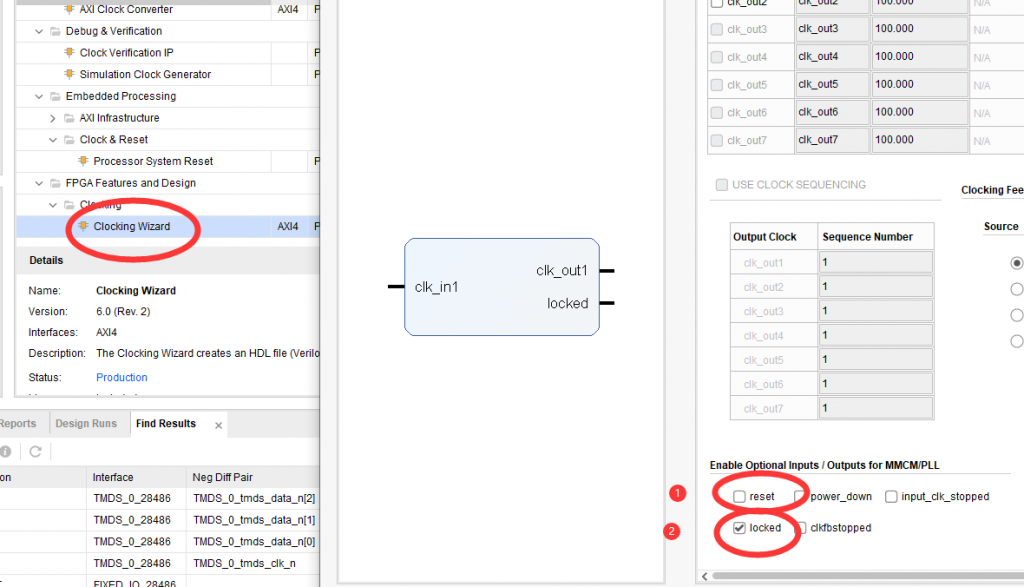 AXI Clock Converter AXI4 P
Debug & Verification
Clock Verification IP P
Simulation Clock Generator P
Embedded Processing
AXI Infrastructure
Clock & Reset
Processor System Reset P
FPGA Features and Design
Clocking
Clocking Wizard AXI4 P
Details
Name: Clocking Wizard
Version: 6.0 (Rev. 2)
Interfaces: AXI4
Description: The Clocking Wizard creates an HDL file (Verilo
Status: Production
Reports Design Runs Find Results
on Interface Neg Diff Pair
TMDS_0_28486 TMDS_0_tmds_data_n[2]
TMDS_0_28486 TMDS_0_tmds_data_n[1]
TMDS_0_28486 TMDS_0_tmds_data_n[0]
TMDS_0_28486 TMDS_0_tmds_clk_n
FIXED_IO_28486
clk_in1
clk_out1
locked
clk_out2 clk_out2 100.000 N/A
clk_out3 clk_out3 100.000 N/A
clk_out4 clk_out4 100.000 N/A
clk_out5 clk_out5 100.000 N/A
clk_out6 clk_out6 100.000 N/A
clk_out7 clk_out7 100.000 N/A
USE CLOCK SEQUENCING
Clocking Fee
Source
Output Clock Sequence Number
clk_out1 1
clk_out2 1
clk_out3 1
clk_out4 1
clk_out5 1
clk_out6 1
clk_out7 1
Enable Optional Inputs / Outputs for MMCM/PLL
1 reset power_down input_clk_stopped
2 locked clkfbstopped